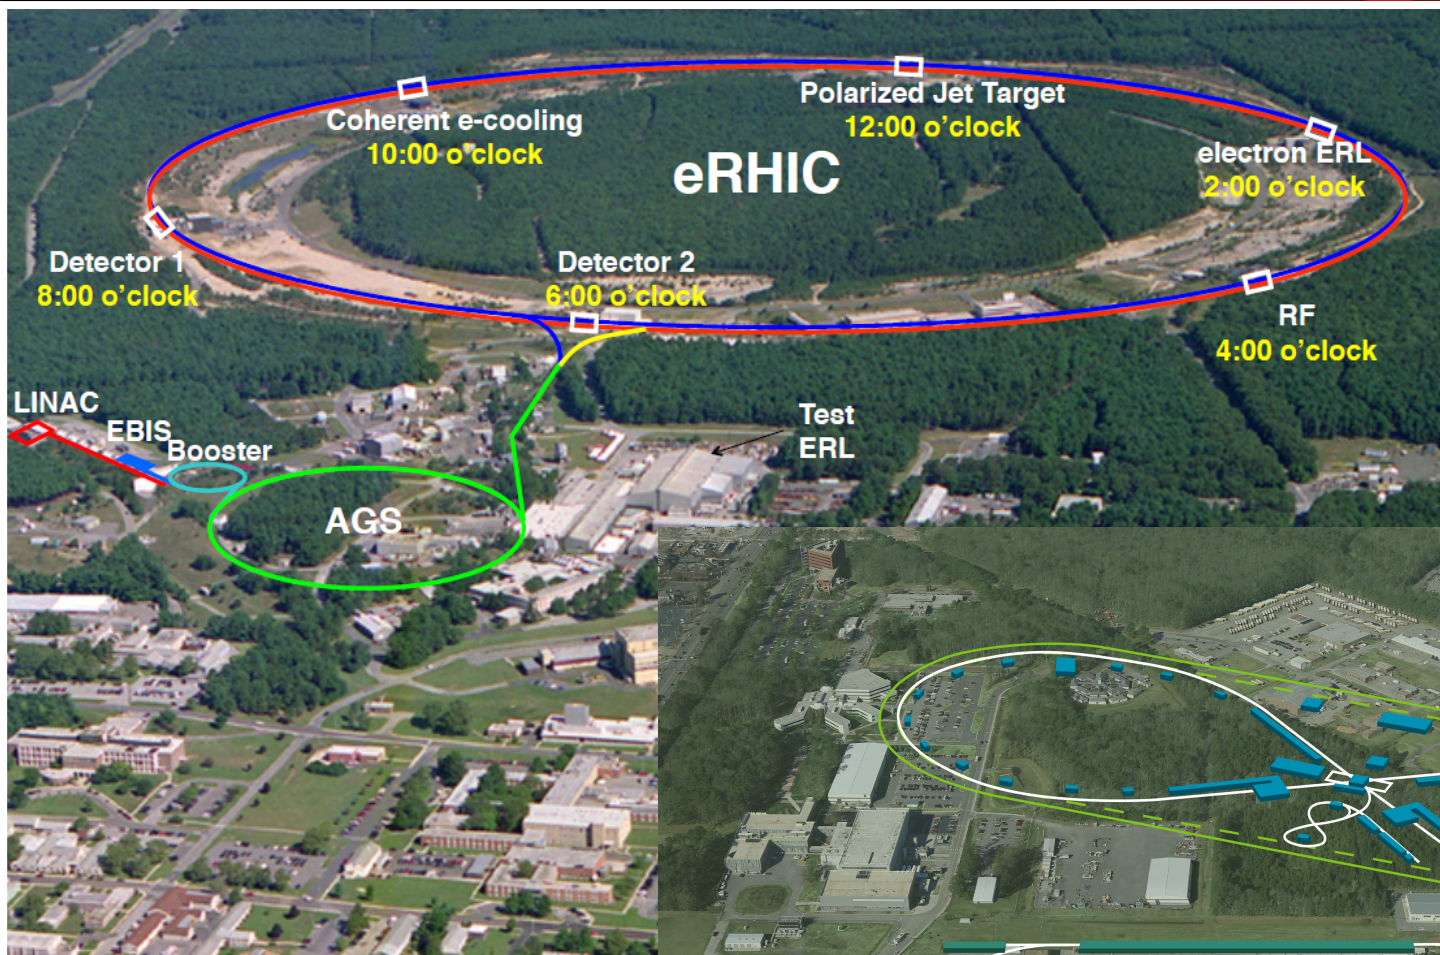 Polarized Jet Target
12:00 o'clock
Coherent e-cooling
10:00 o'clock
eRHIC
electron ERL
2:00 o'clock
Detector 1
8:00 o'clock
Detector 2
6:00 o'clock
RF
4:00 o'clock
LINAC
EBIS
Booster
Test
ERL
AGS